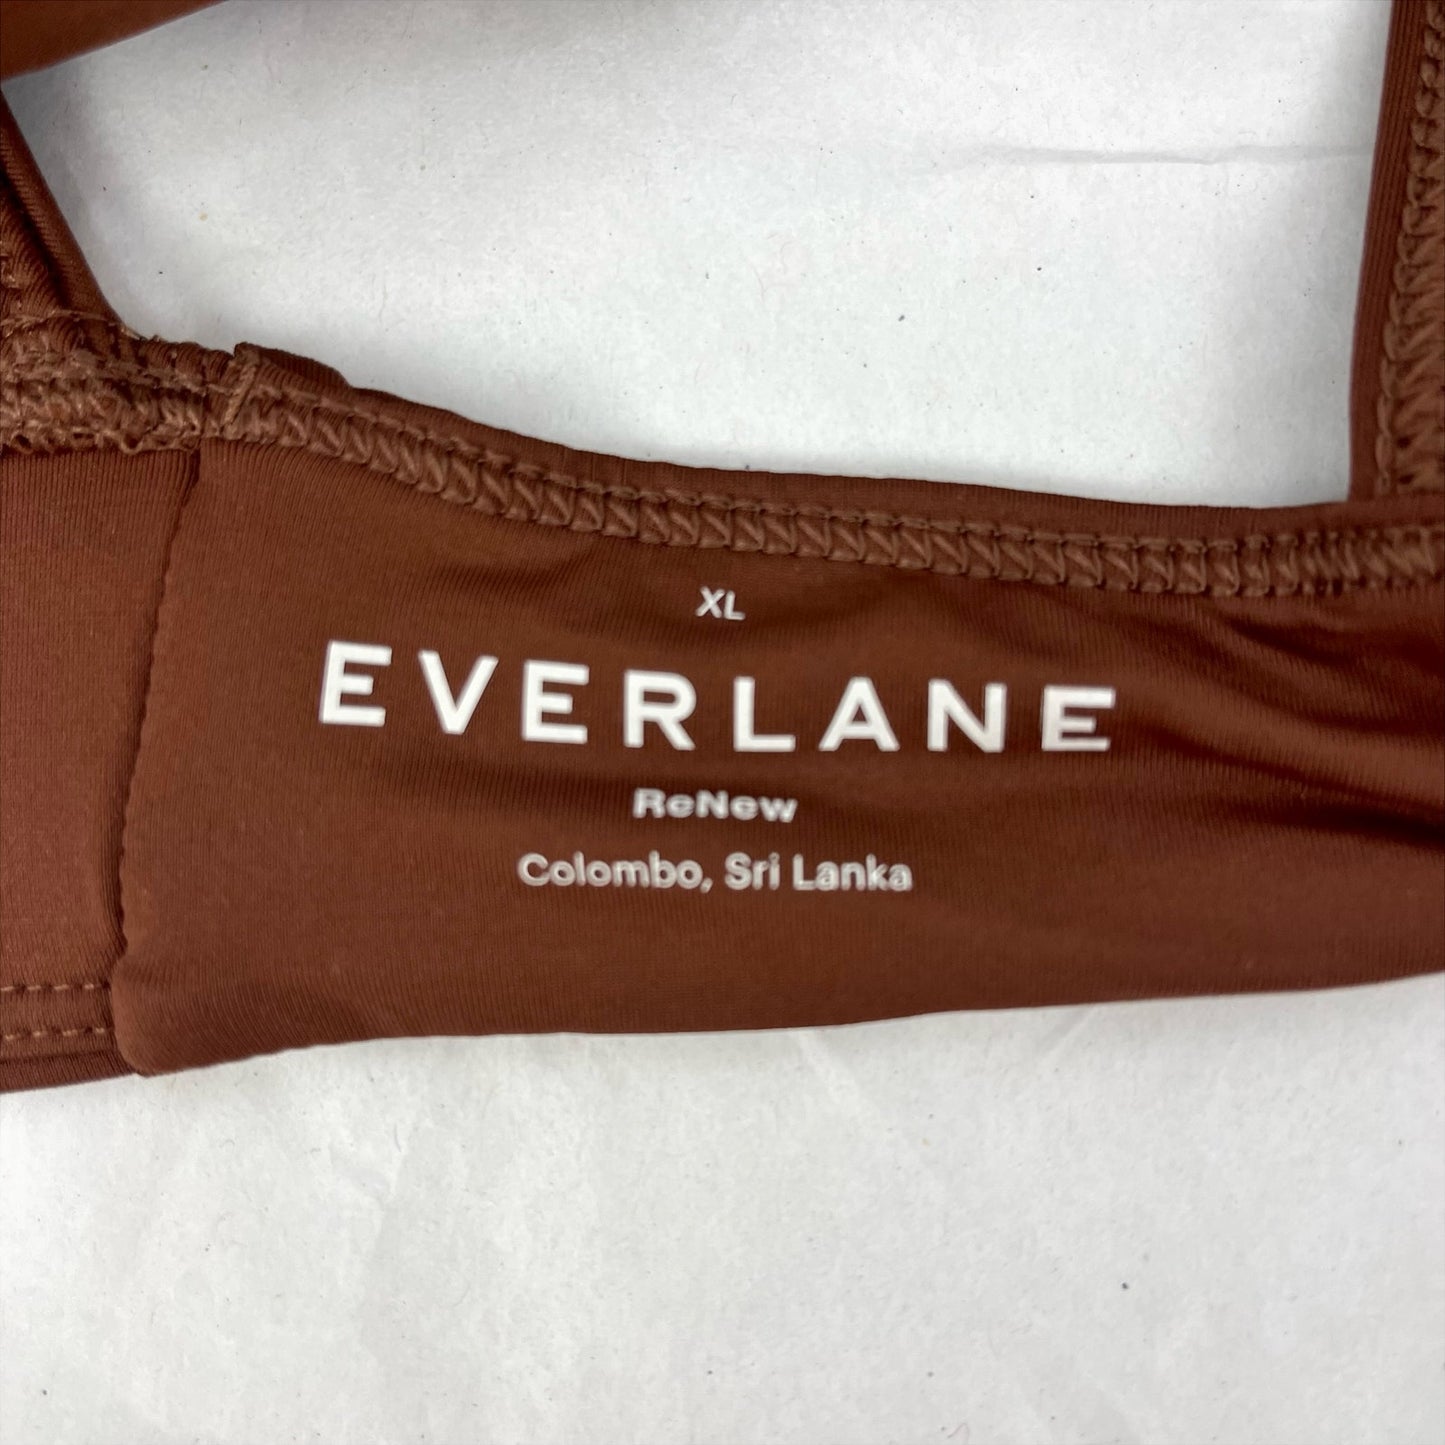 XL
EVERLANE
ReNew
Colombo, Sri Lanka